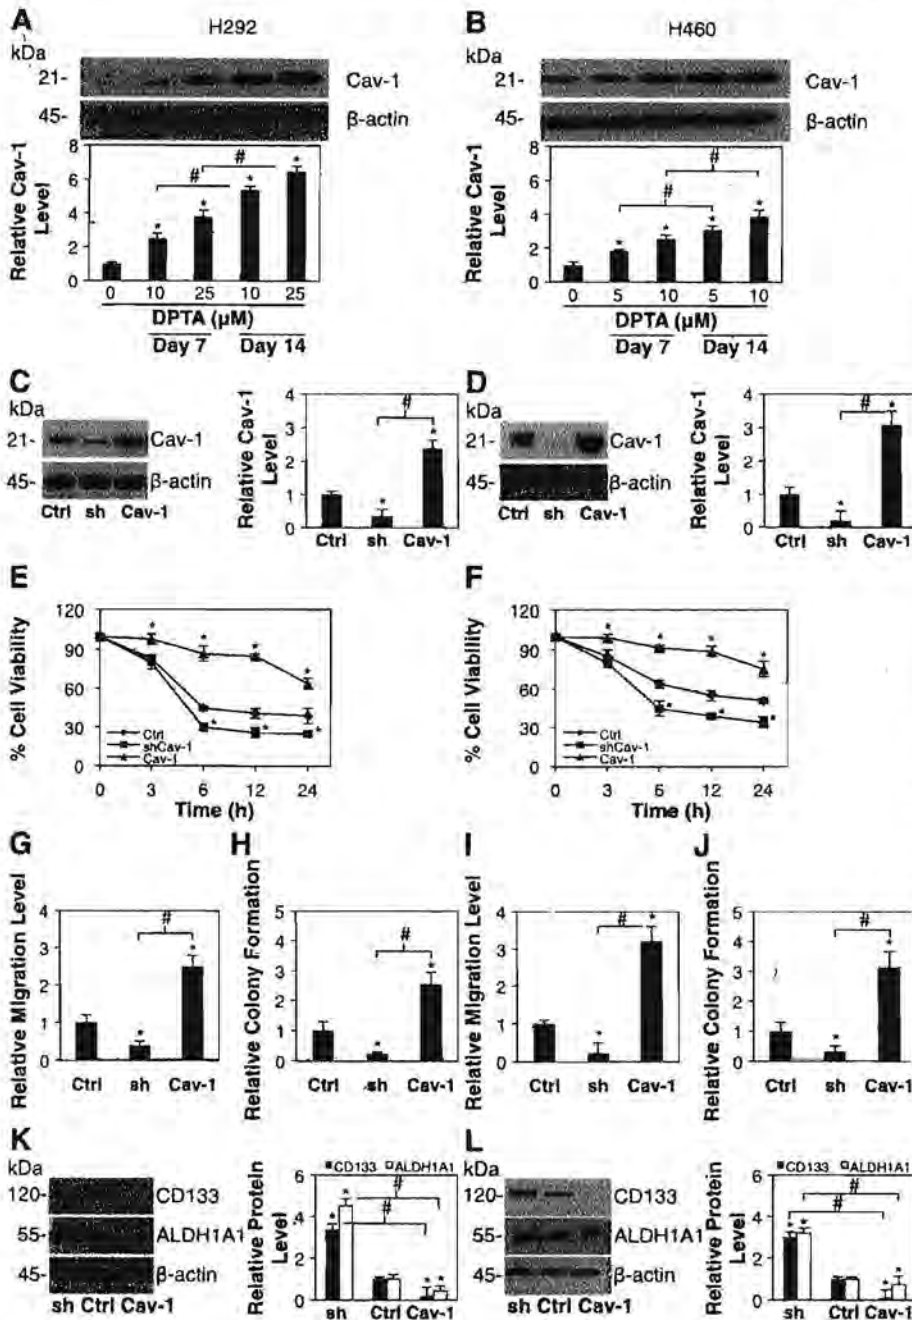 A H292
kDa
21- Cav-1
45- β-actin
Relative Cav-1 Level
8
6
4
2
0
# #
* * * *
0 10 25 10 25
DPTA (μM)
Day 7 Day 14
B H460
kDa
21- Cav-1
45- β-actin
Relative Cav-1 Level
8
6
4
2
0
# #
* * * *
0 5 10 5 10
DPTA (μM)
Day 7 Day 14
C
kDa
21- Cav-1
45- β-actin
Ctrl sh Cav-1
Relative Cav-1 Level
4
3
2
1
0
#
* *
Ctrl sh Cav-1
D
kDa
21- Cav-1
45- β-actin
Ctrl sh Cav-1
Relative Cav-1 Level
4
3
2
1
0
#
* *
Ctrl sh Cav-1
E
% Cell Viability
120
90
60
30
0
* * * *
* * *
Ctrl
shCav-1
Cav-1
0 3 6 12 24
Time (h)
F
% Cell Viability
120
90
60
30
0
* * * *
* * *
Ctrl
shCav-1
Cav-1
0 3 6 12 24
Time (h)
G
Relative Migration Level
4
3
2
1
0
#
* *
Ctrl sh Cav-1
H
Relative Colony Formation
5
4
3
2
1
0
#
* *
Ctrl sh Cav-1
I
Relative Migration Level
4
3
2
1
0
#
* *
Ctrl sh Cav-1
J
Relative Colony Formation
5
4
3
2
1
0
#
* *
Ctrl sh Cav-1
K
kDa
120- CD133
55- ALDH1A1
45- β-actin
sh Ctrl Cav-1
CD133 ALDH1A1
Relative Protein Level
6
4
2
0
# #
* * * *
sh Ctrl Cav-1
L
kDa
120- CD133
55- ALDH1A1
45- β-actin
sh Ctrl Cav-1
CD133 ALDH1A1
Relative Protein Level
6
3
0
# #
* * * *
sh Ctrl Cav-1